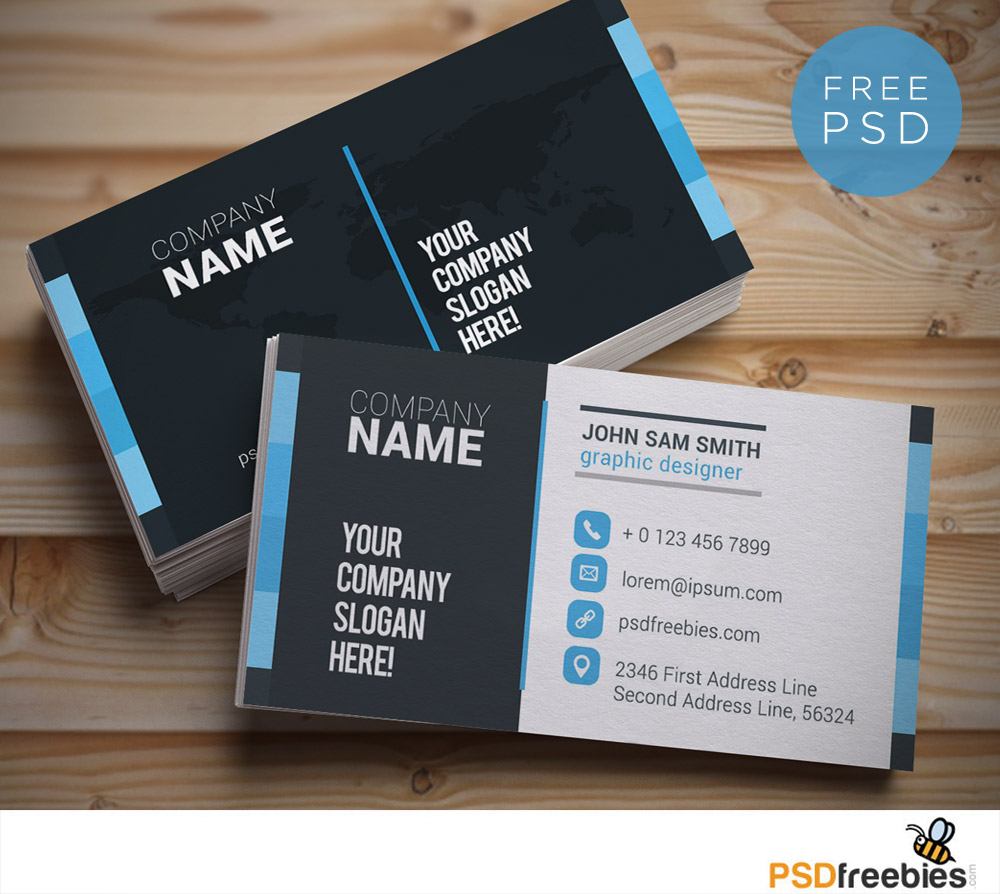 FREE
PSD
COMPANY
NAME
YOUR
COMPANY
SLOGAN
HERE!
COMPANY
NAME
YOUR
COMPANY
SLOGAN
HERE!
JOHN SAM SMITH
graphic designer
+ 0 123 456 7899
lorem@ipsum.com
psdfreebies.com
2346 First Address Line
Second Address Line, 56324
PSDfreebies.com